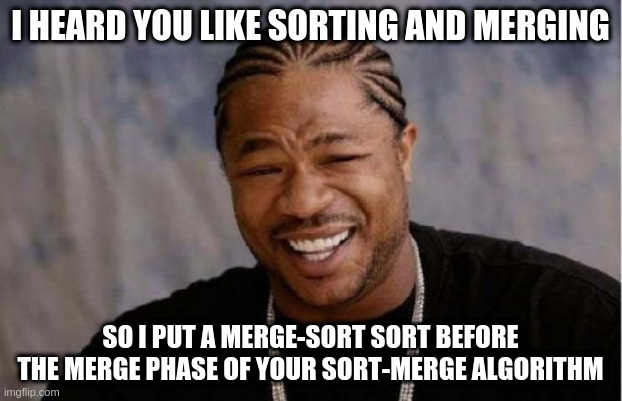 I HEARD YOU LIKE SORTING AND MERGING
SO I PUT A MERGE-SORT SORT BEFORE
THE MERGE PHASE OF YOUR SORT-MERGE ALGORITHM
imgflip.com